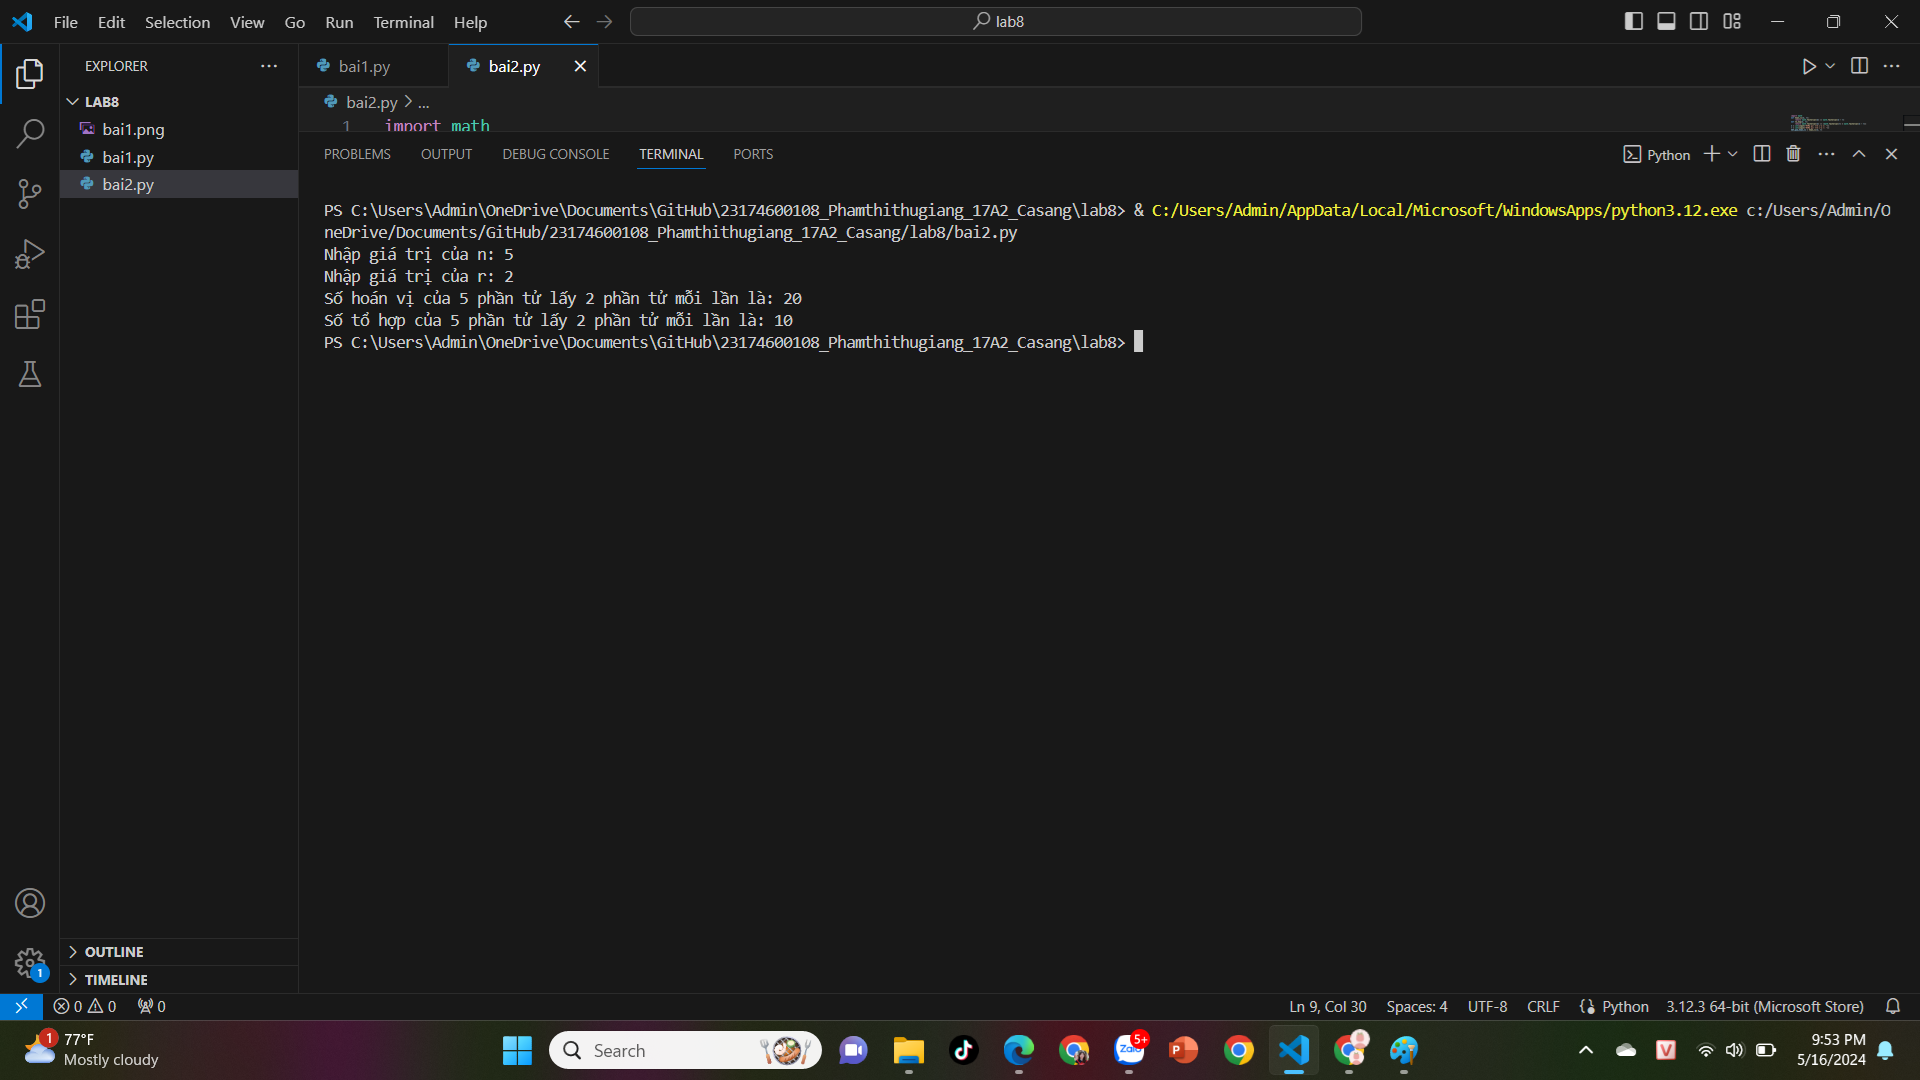 File Edit Selection View Go Run Terminal Help
lab8
EXPLORER
bai1.py
bai2.py
LAB8
bai1.png
bai1.py
bai2.py
bai2.py > ...
1 import math
PROBLEMS OUTPUT DEBUG CONSOLE TERMINAL PORTS
Python
PS C:\Users\Admin\OneDrive\Documents\GitHub\23174600108_Phamthithugiang_17A2_Casang\lab8> & C:/Users/Admin/AppData/Local/Microsoft/WindowsApps/python3.12.exe c:/Users/Admin/O
neDrive/Documents/GitHub/23174600108_Phamthithugiang_17A2_Casang/lab8/bai2.py
Nhập giá trị của n: 5
Nhập giá trị của r: 2
Số hoán vị của 5 phần tử lấy 2 phần tử mỗi lần là: 20
Số tổ hợp của 5 phần tử lấy 2 phần tử mỗi lần là: 10
PS C:\Users\Admin\OneDrive\Documents\GitHub\23174600108_Phamthithugiang_17A2_Casang\lab8>
OUTLINE
1
TIMELINE
0 0 0
Ln 9, Col 30 Spaces: 4 UTF-8 CRLF Python 3.12.3 64-bit (Microsoft Store)
1
77°F
Mostly cloudy
Search
Zalo
5+
P
V
9:53 PM
5/16/2024